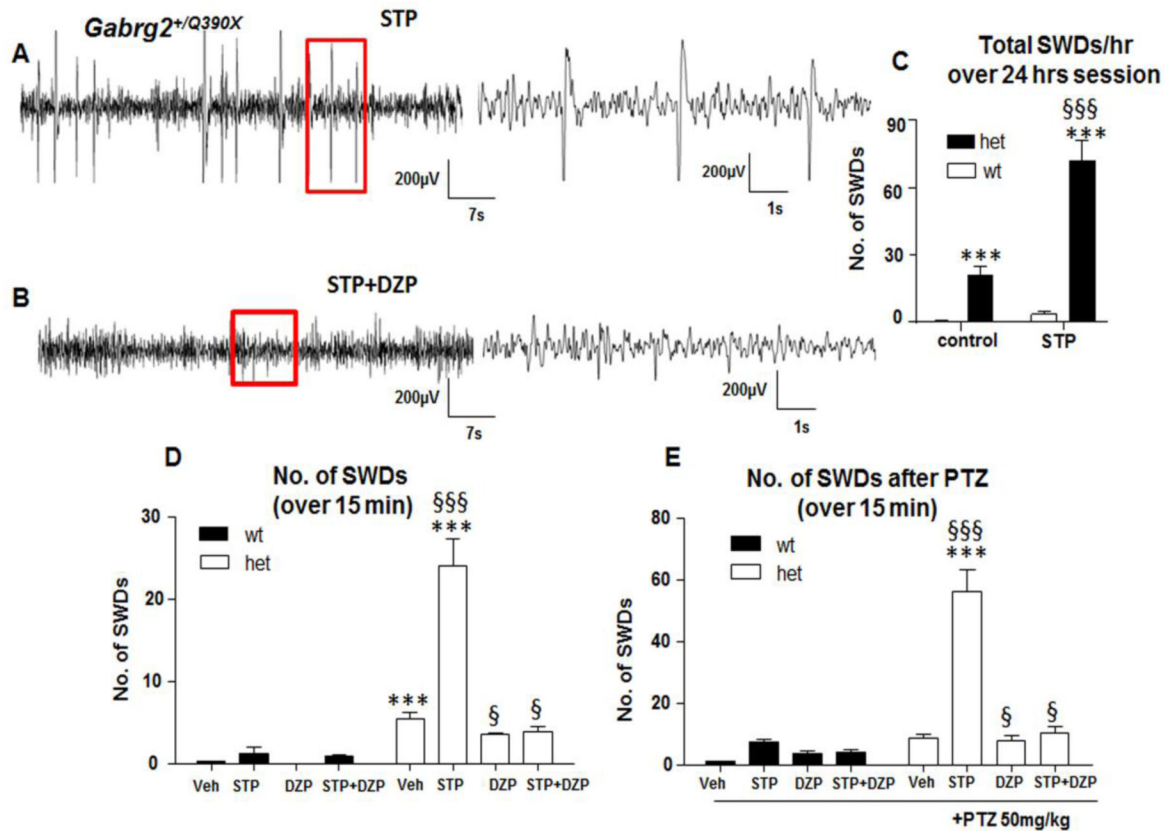 Gabrg2+/Q390X
STP
A
200µV
7s
200µV
1s
C
Total SWDs/hr
over 24 hrs session
No. of SWDs
90
60
30
0
het
wt
***
§§§
***
control
STP
B
STP+DZP
200µV
7s
200µV
1s
D
No. of SWDs
(over 15 min)
No. of SWDs
30
20
10
0
wt
het
***
§§§
***
§
§
Veh STP DZP STP+DZP Veh STP DZP STP+DZP
E
No. of SWDs after PTZ
(over 15 min)
No. of SWDs
80
60
40
20
0
wt
het
§§§
***
§
§
Veh STP DZP STP+DZP Veh STP DZP STP+DZP
+PTZ 50mg/kg